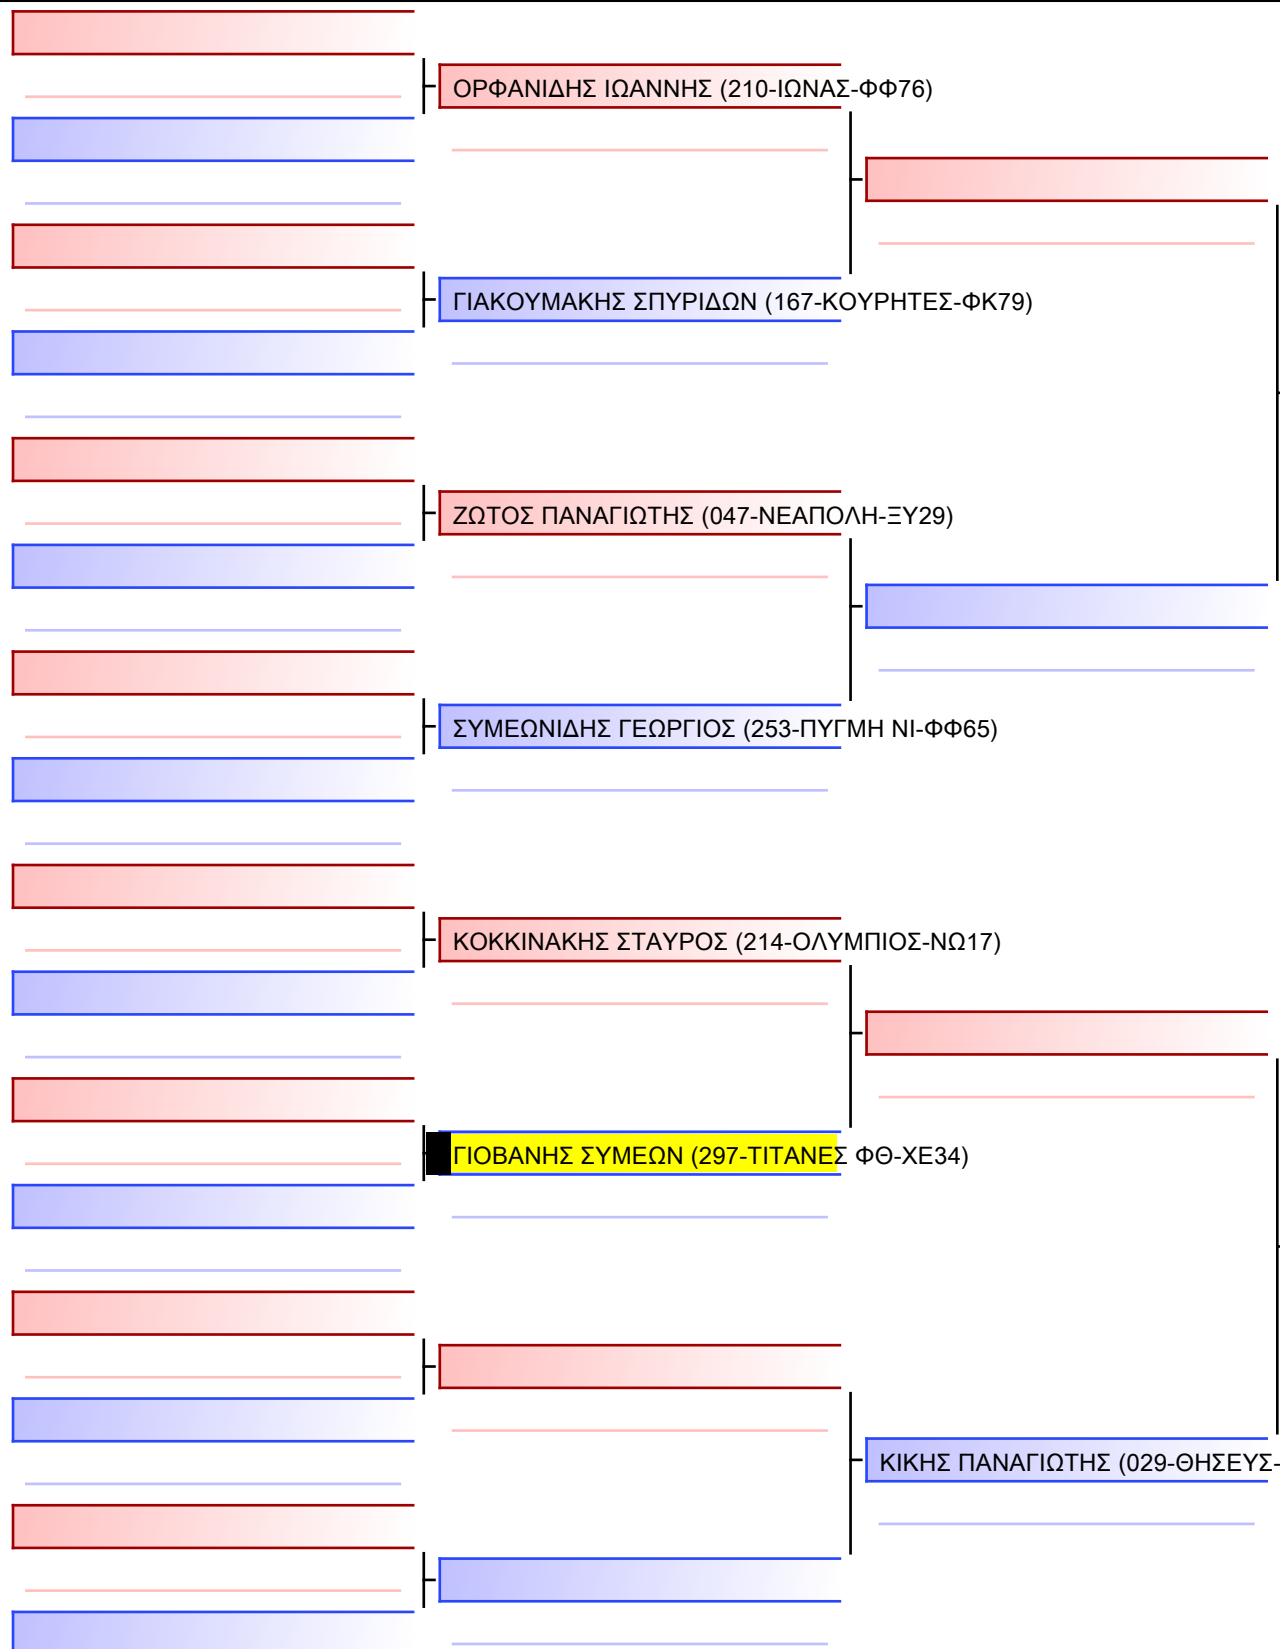 ΟΡΦΑΝΙΔΗΣ ΙΩΑΝΝΗΣ (210-ΙΩΝΑΣ-ΦΦ76)
ΓΙΑΚΟΥΜΑΚΗΣ ΣΠΥΡΙΔΩΝ (167-ΚΟΥΡΗΤΕΣ-ΦΚ79)
ΖΩΤΟΣ ΠΑΝΑΓΙΩΤΗΣ (047-ΝΕΑΠΟΛΗ-ΞΥ29)
ΣΥΜΕΩΝΙΔΗΣ ΓΕΩΡΓΙΟΣ (253-ΠΥΓΜΗ ΝΙ-ΦΦ65)
ΚΟΚΚΙΝΑΚΗΣ ΣΤΑΥΡΟΣ (214-ΟΛΥΜΠΙΟΣ-ΝΩ17)
ΓΙΟΒΑΝΗΣ ΣΥΜΕΩΝ (297-ΤΙΤΑΝΕΣ ΦΘ-ΧΕ34)
ΚΙΚΗΣ ΠΑΝΑΓΙΩΤΗΣ (029-ΘΗΣΕΥΣ-